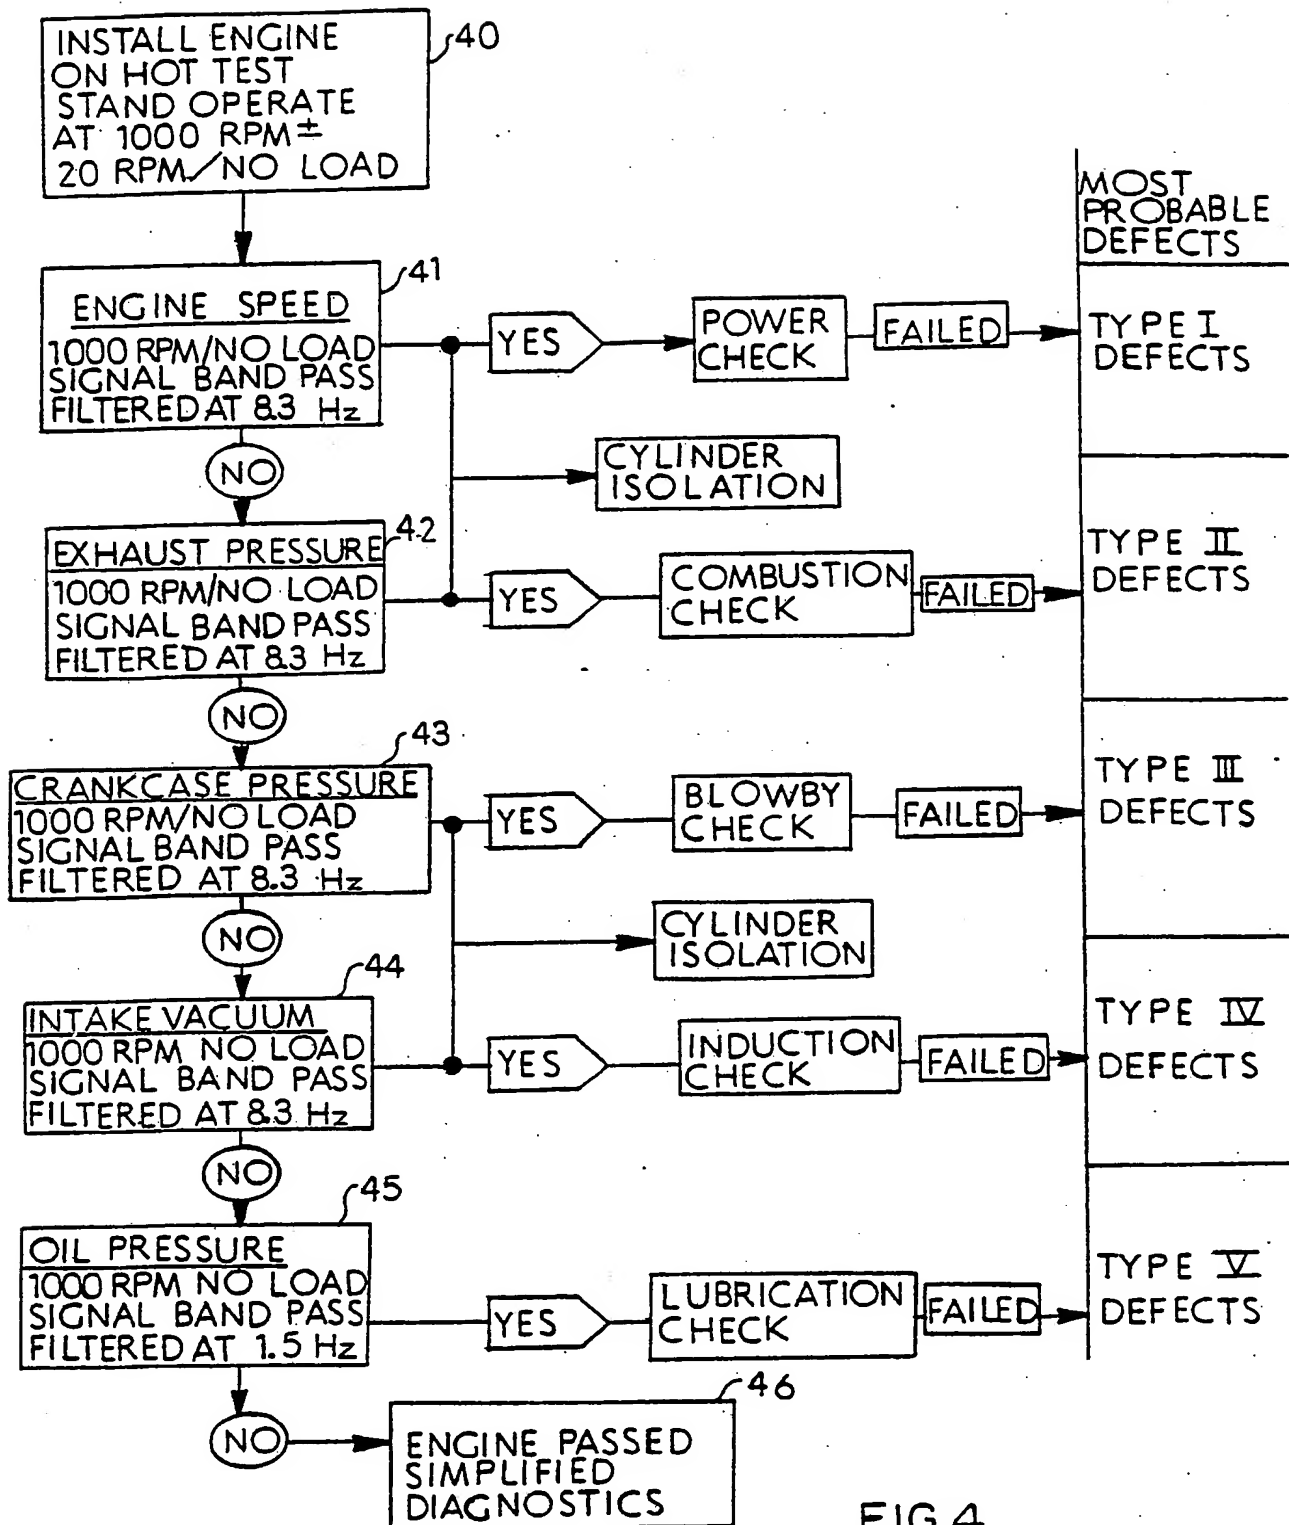 INSTALL ENGINE
ON HOT TEST
STAND OPERATE
AT 1000 RPM±
20 RPM/NO LOAD
40
MOST
PROBABLE
DEFECTS
41
ENGINE SPEED
1000 RPM/NO LOAD
SIGNAL BAND PASS
FILTERED AT 8.3 Hz
YES
POWER
CHECK
FAILED
TYPE I
DEFECTS
NO
CYLINDER
ISOLATION
42
EXHAUST PRESSURE
1000 RPM/NO LOAD
SIGNAL BAND PASS
FILTERED AT 8.3 Hz
YES
COMBUSTION
CHECK
FAILED
TYPE II
DEFECTS
NO
43
CRANKCASE PRESSURE
1000 RPM/NO LOAD
SIGNAL BAND PASS
FILTERED AT 8.3 Hz
YES
BLOWBY
CHECK
FAILED
TYPE III
DEFECTS
NO
CYLINDER
ISOLATION
44
INTAKE VACUUM
1000 RPM NO LOAD
SIGNAL BAND PASS
FILTERED AT 8.3 Hz
YES
INDUCTION
CHECK
FAILED
TYPE IV
DEFECTS
NO
45
OIL PRESSURE
1000 RPM NO LOAD
SIGNAL BAND PASS
FILTERED AT 1.5 Hz
YES
LUBRICATION
CHECK
FAILED
TYPE V
DEFECTS
NO
46
ENGINE PASSED
SIMPLIFIED
DIAGNOSTICS
FIG.4